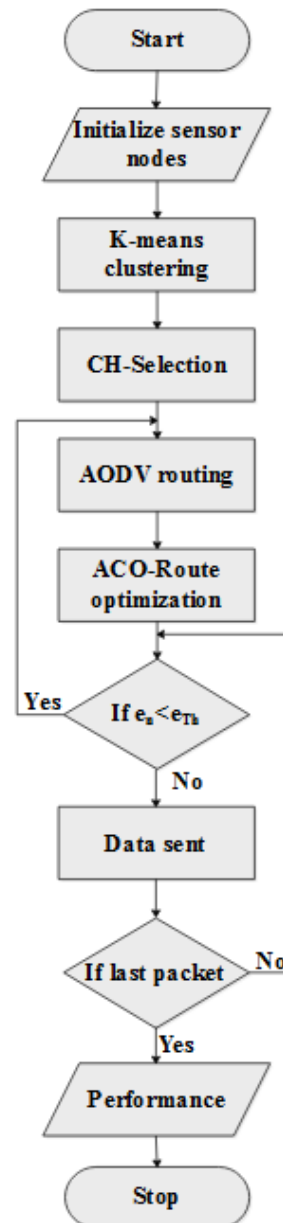 Start
Initialize sensor
nodes
K-means
clustering
CH-Selection
AODV routing
ACO-Route
optimization
Yes
If eₙ<e_Th
No
Data sent
If last packet
No
Yes
Performance
Stop